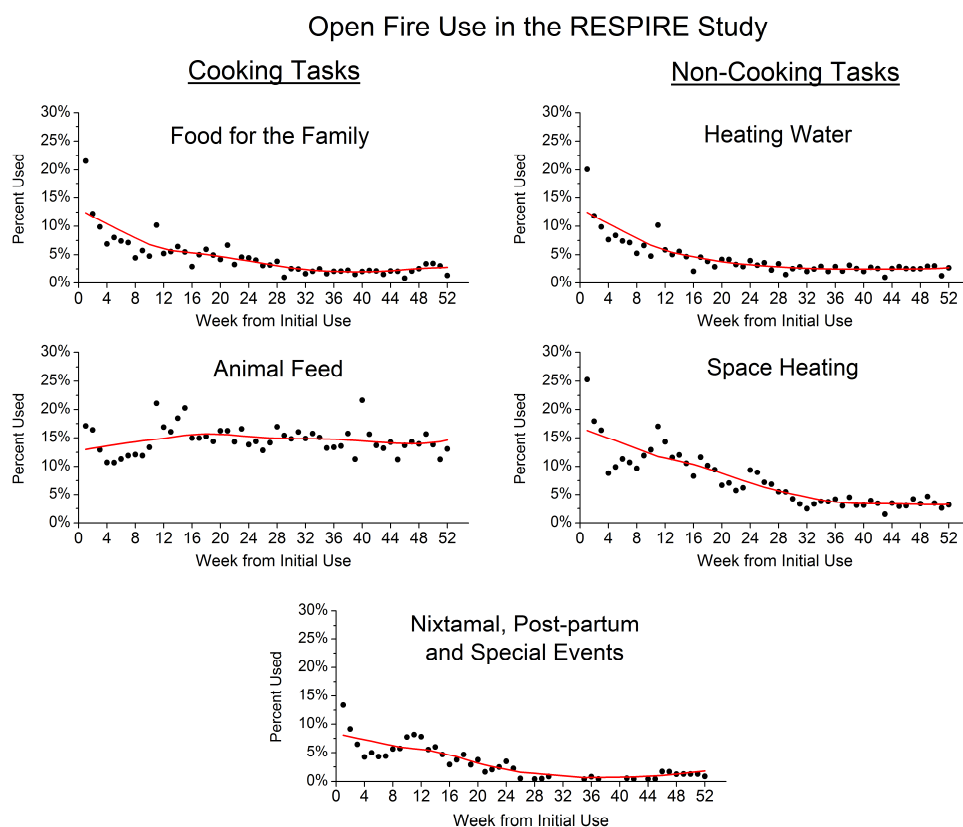 Open Fire Use in the RESPIRE Study
Cooking Tasks
Non-Cooking Tasks
Food for the Family
30%
25%
20%
15%
10%
5%
0%
Percent Used
0 4 8 12 16 20 24 28 32 36 40 44 48 52
Week from Initial Use
Heating Water
30%
25%
20%
15%
10%
5%
0%
Percent Used
0 4 8 12 16 20 24 28 32 36 40 44 48 52
Week from Initial Use
Animal Feed
30%
25%
20%
15%
10%
5%
0%
Percent Used
0 4 8 12 16 20 24 28 32 36 40 44 48 52
Week from Initial Use
Space Heating
30%
25%
20%
15%
10%
5%
0%
Percent Used
0 4 8 12 16 20 24 28 32 36 40 44 48 52
Week from Initial Use
Nixtamal, Post-partum
and Special Events
30%
25%
20%
15%
10%
5%
0%
Percent Used
0 4 8 12 16 20 24 28 32 36 40 44 48 52
Week from Initial Use